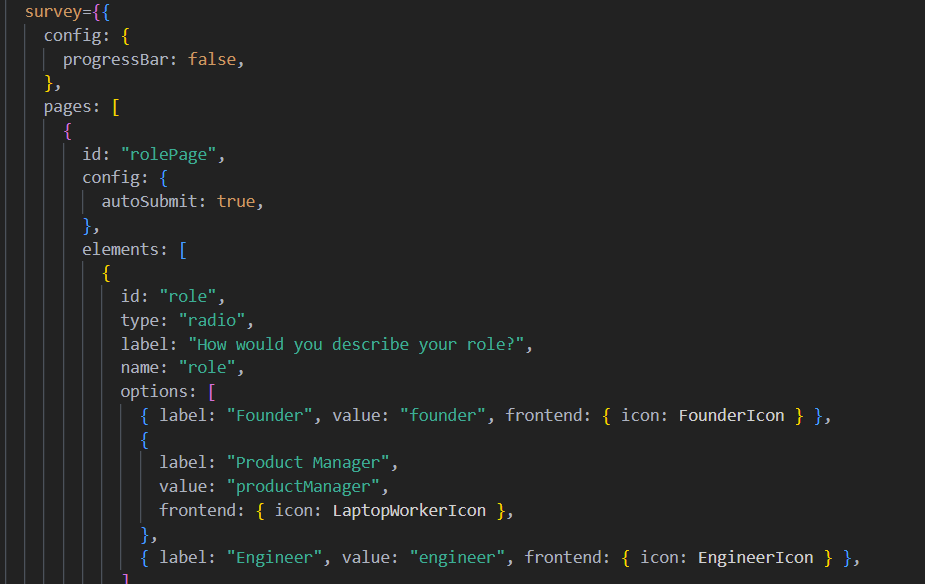 survey={{
config: {
progressBar: false,
},
pages: [
{
id: "rolePage",
config: {
autoSubmit: true,
},
elements: [
{
id: "role",
type: "radio",
label: "How would you describe your role?",
name: "role",
options: [
{ label: "Founder", value: "founder", frontend: { icon: FounderIcon } },
{
label: "Product Manager",
value: "productManager",
frontend: { icon: LaptopWorkerIcon },
},
{ label: "Engineer", value: "engineer", frontend: { icon: EngineerIcon } },
]